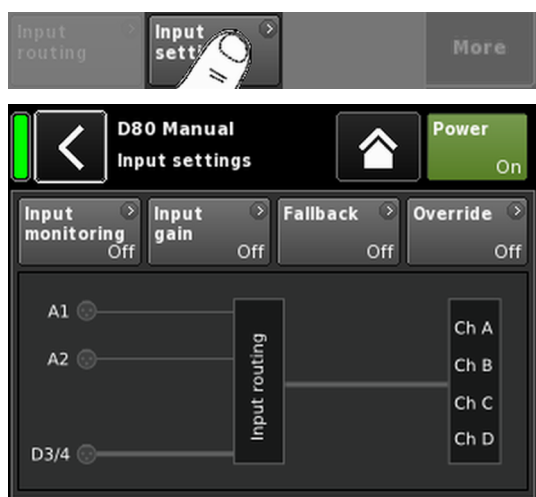 Input
routing
Input
setti
More
D80 Manual
Input settings
Power
On
Input
monitoring
Off
Input
gain
Off
Fallback
Off
Override
Off
A1
A2
D3/4
Input routing
Ch A
Ch B
Ch C
Ch D